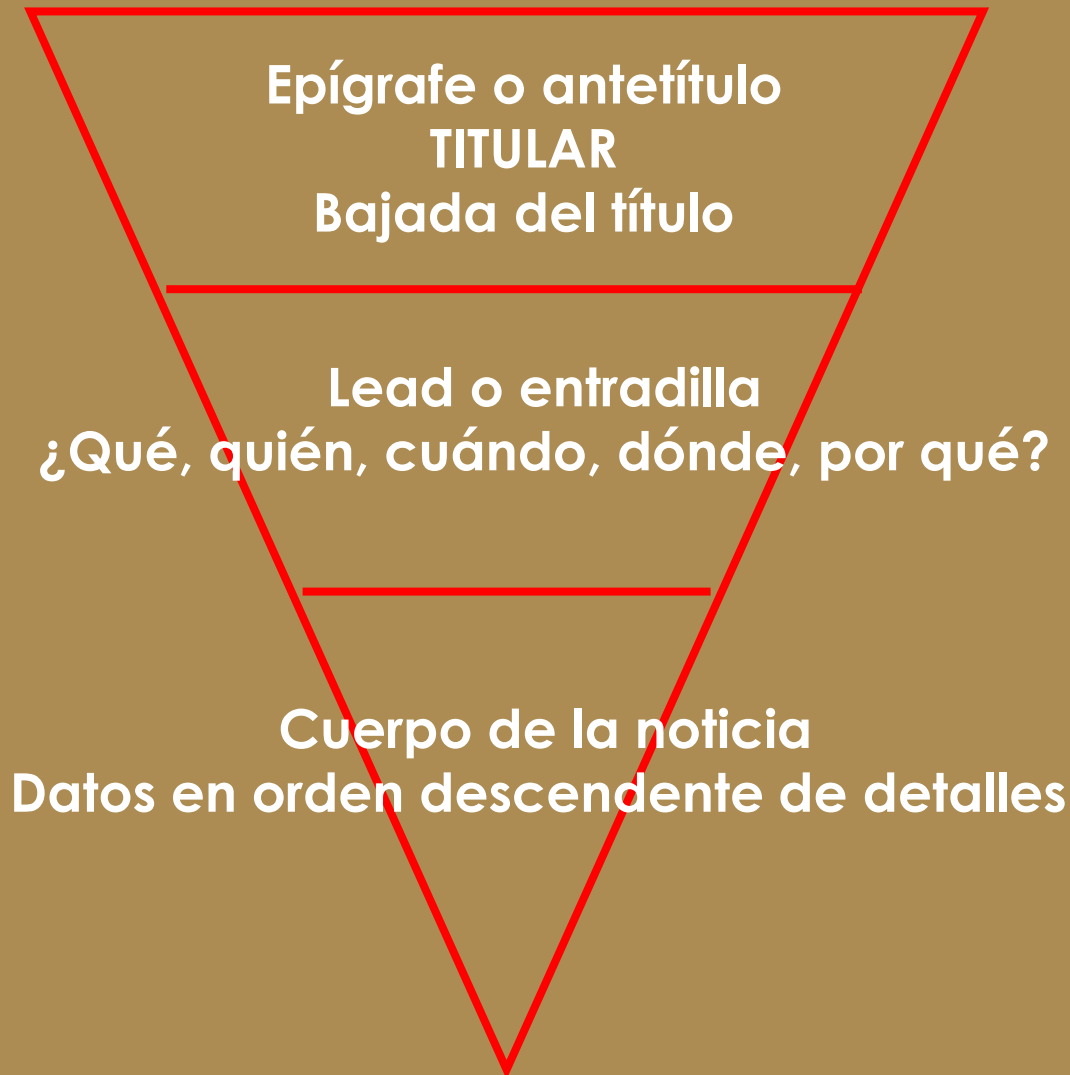 Epígrafe o antetítulo
TITULAR
Bajada del título
Lead o entradilla
¿Qué, quién, cuándo, dónde, por qué?
Cuerpo de la noticia
Datos en orden descendente de detalles